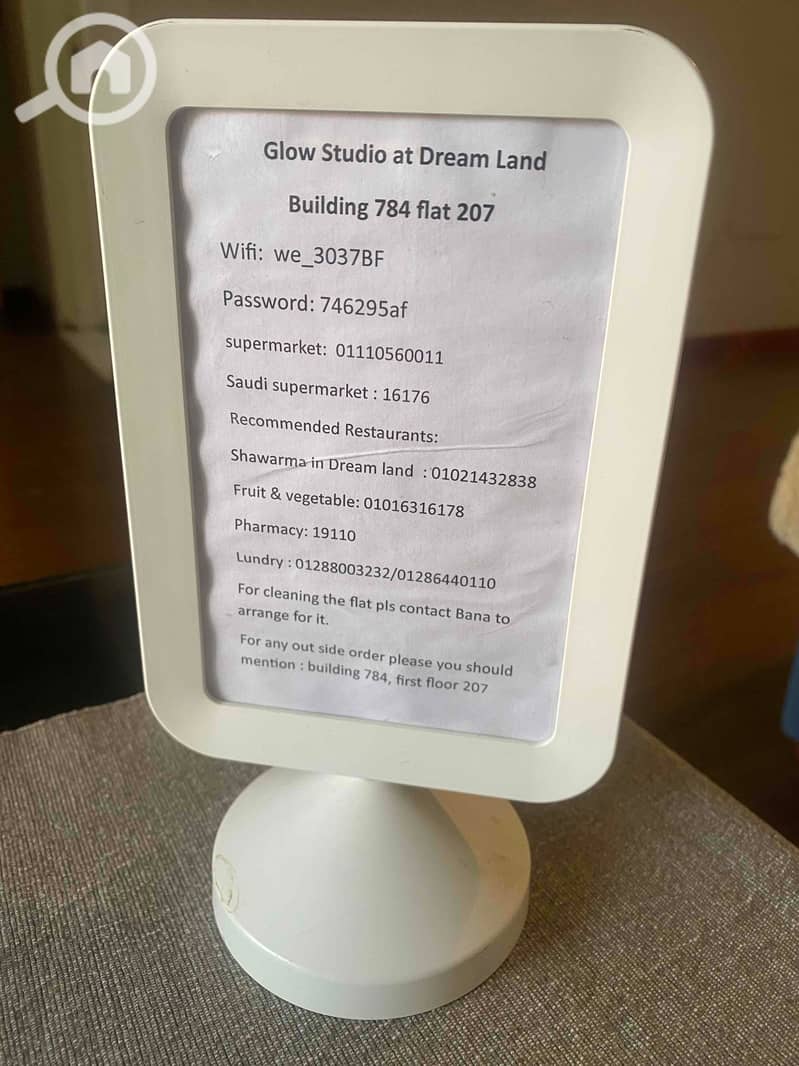 Glow Studio at Dream Land
Building 784 flat 207
Wifi: we_3037BF
Password: 746295af
supermarket: 01110560011
Saudi supermarket : 16176
Recommended Restaurants:
Shawarma in Dream land : 01021432838
Fruit & vegetable: 01016316178
Pharmacy: 19110
Lundry : 01288003232/01286440110
For cleaning the flat pls contact Bana to
arrange for it.
For any out side order please you should
mention : building 784, first floor 207